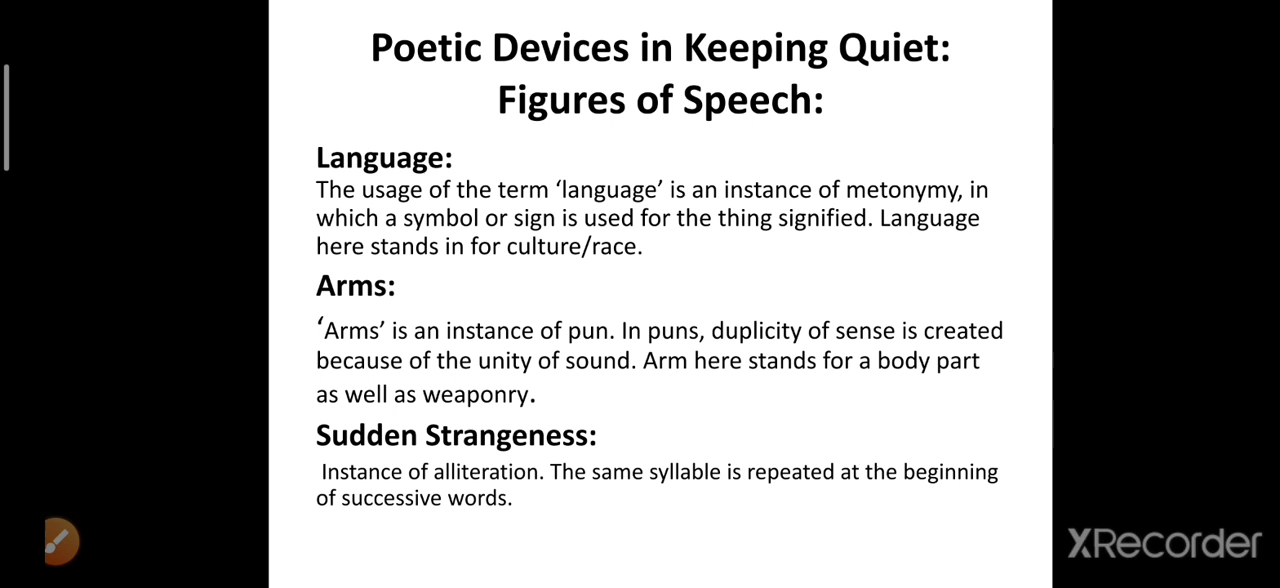 Poetic Devices in Keeping Quiet:
Figures of Speech:
Language:
The usage of the term ‘language’ is an instance of metonymy, in
which a symbol or sign is used for the thing signified. Language
here stands in for culture/race.
Arms:
‘Arms’ is an instance of pun. In puns, duplicity of sense is created
because of the unity of sound. Arm here stands for a body part
as well as weaponry.
Sudden Strangeness:
Instance of alliteration. The same syllable is repeated at the beginning
of successive words.
XRecorder